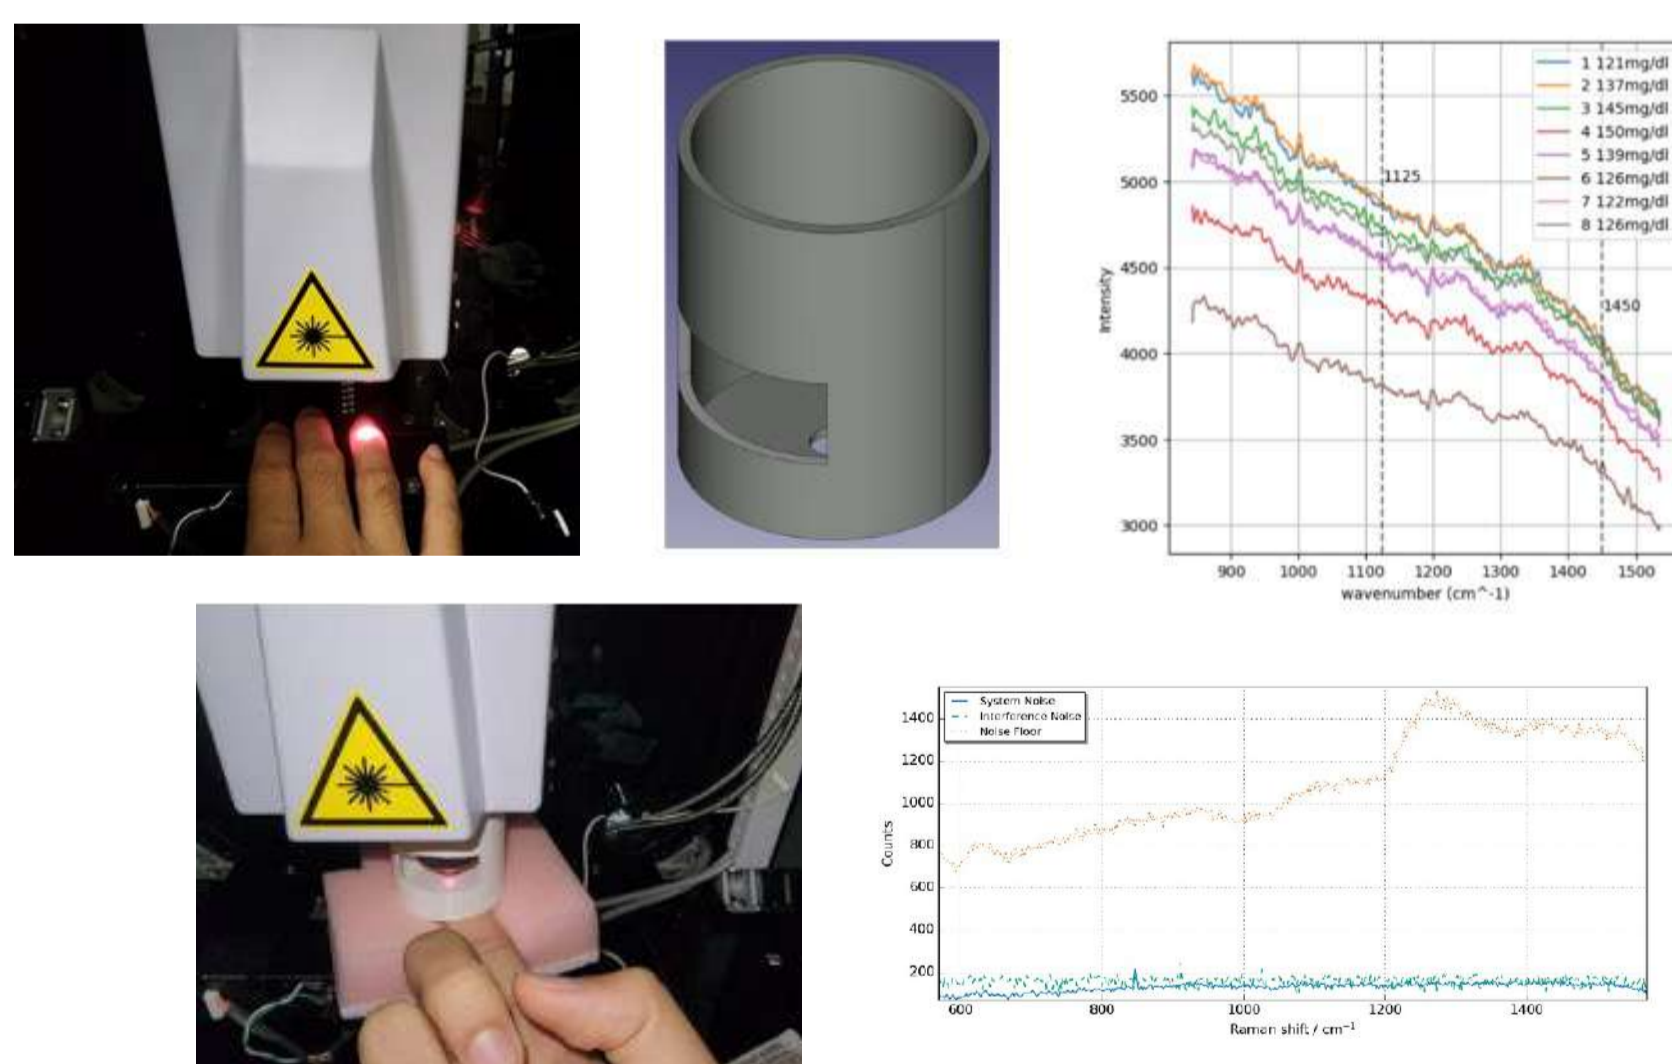 1 121mg/dl
2 137mg/dl
3 145mg/dl
4 150mg/dl
5 139mg/dl
6 126mg/dl
7 122mg/dl
8 126mg/dl
5500
5000
4500
4000
3500
3000
Intensity
1125
1450
900 1000 1100 1200 1300 1400 1500
wavenumber (cm^-1)
System Noise
Interference Noise
Noise Floor
1400
1200
1000
800
600
400
200
Counts
600 800 1000 1200 1400
Raman shift / cm⁻¹